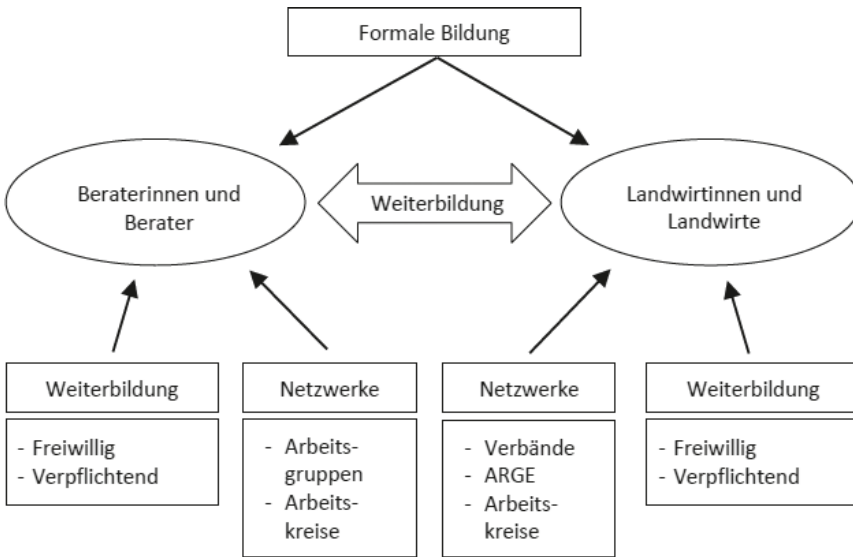 Formale Bildung
Beraterinnen und
Berater
Weiterbildung
Landwirtinnen und
Landwirte
Weiterbildung
- Freiwillig
- Verpflichtend
Netzwerke
- Arbeits-
gruppen
- Arbeits-
kreise
Netzwerke
- Verbände
- ARGE
- Arbeits-
kreise
Weiterbildung
- Freiwillig
- Verpflichtend